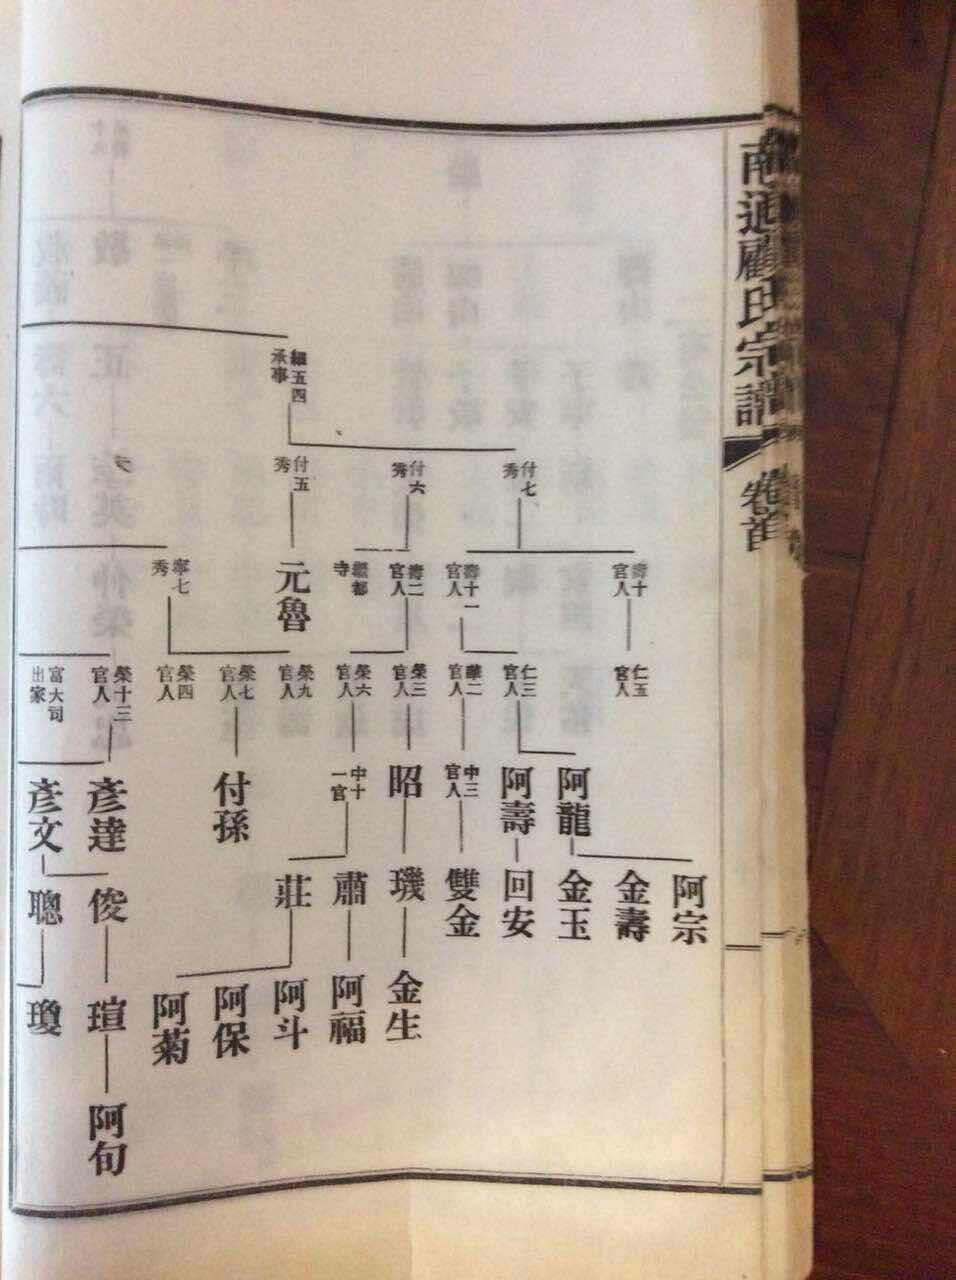 南通顧氏宗譜
卷首
細五四
承事
付七
秀
付六
秀
付五
秀
壽十
官人
壽十一
官人
壽二
官人
繼都
寺
元魯
寧七
秀
仁五
官人
仁三
官人
華二
官人
榮三
官人
榮六
官人
榮九
官人
榮七
官人
榮四
官人
榮十三
官人
富大司
出家
阿龍
阿壽
中三
官人
昭
中十
一官
付孫
彥達
彥文
阿宗
金壽
金玉
回安
雙金
璣
肅
莊
俊
聰
金生
阿福
阿斗
阿保
阿菊
瑄
瓊
阿句